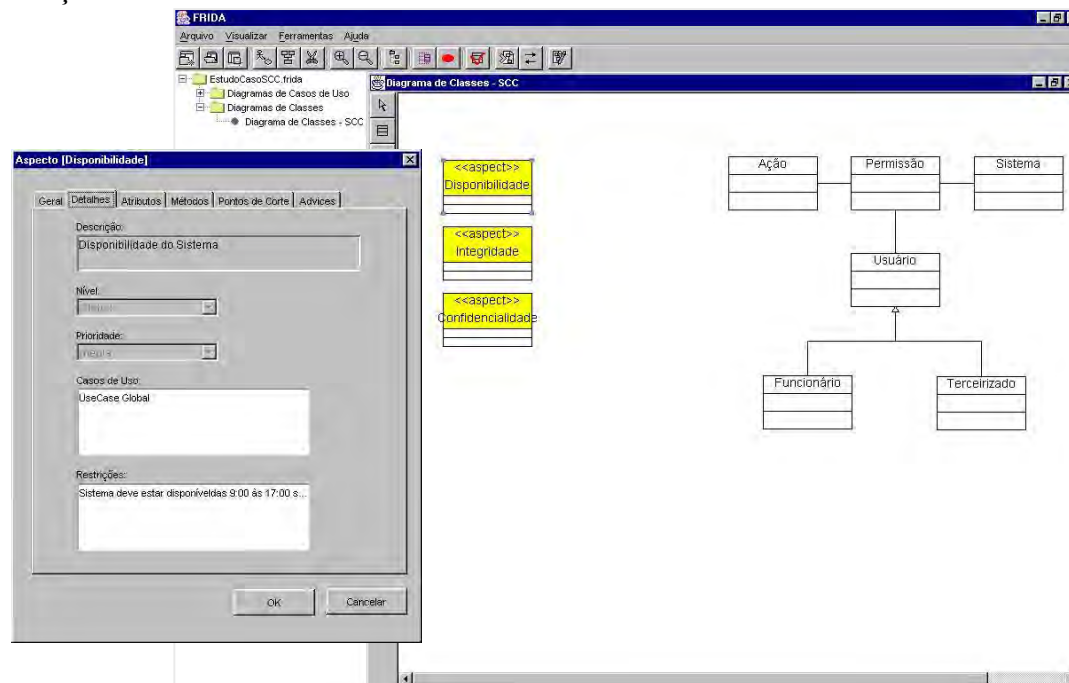 FRIDA
Arquivo Visualizar Ferramentas Ajuda
EstudoCasoSCC.frida
Diagramas de Casos de Uso
Diagramas de Classes
Diagrama de Classes - SCC
Diagrama de Classes - SCC
Aspecto [Disponibilidade]
Geral Detalhes Atributos Métodos Pontos de Corte Advices
Descrição:
Disponibilidade do Sistema
Nível:
Prioridade:
média
Casos de Uso:
UseCase Global
Restrições:
Sistema deve estar disponíveldas 9:00 às 17:00 s...
OK Cancelar
<<aspect>>
Disponibilidade
<<aspect>>
Integridade
<<aspect>>
Confidencialidade
Ação Permissão Sistema
Usuário
Funcionário Terceirizado